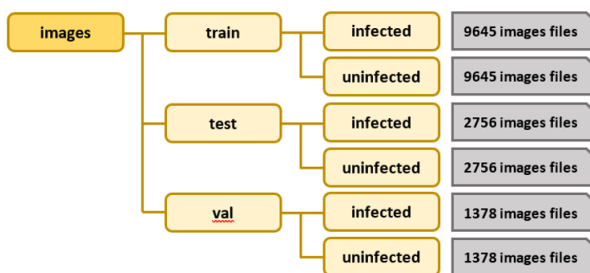 images
train
infected
9645 images files
uninfected
9645 images files
test
infected
2756 images files
uninfected
2756 images files
val
infected
1378 images files
uninfected
1378 images files